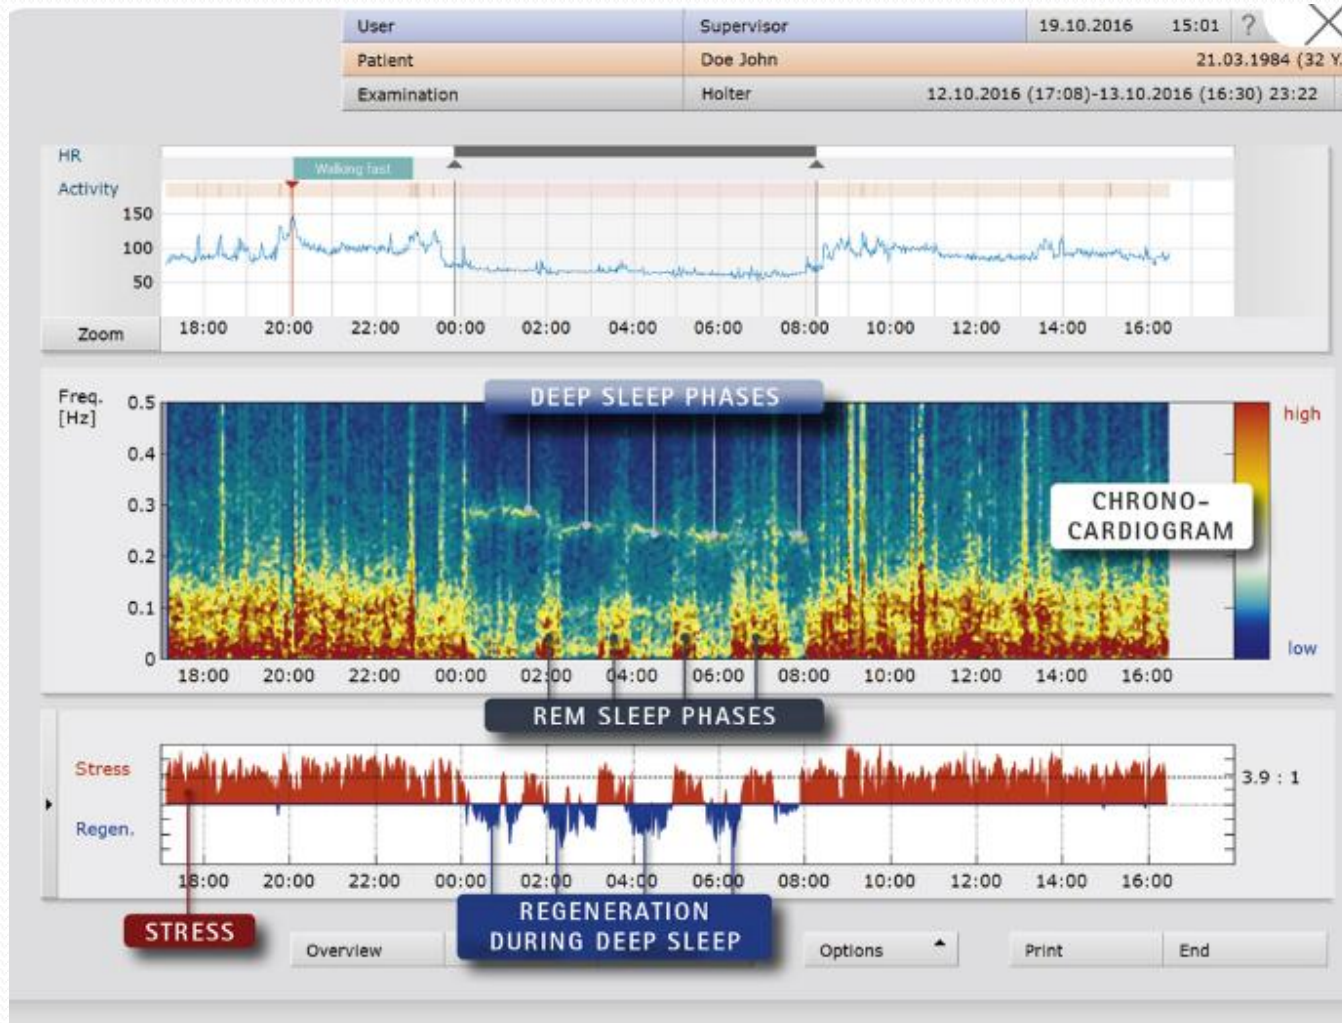 User Supervisor 19.10.2016 15:01 ?
Patient Doe John 21.03.1984 (32 Y.
Examination Holter 12.10.2016 (17:08)-13.10.2016 (16:30) 23:22
HR
Walking fast
Activity
150
100
50
Zoom
18:00 20:00 22:00 00:00 02:00 04:00 06:00 08:00 10:00 12:00 14:00 16:00
Freq.
[Hz]
DEEP SLEEP PHASES
0.5
0.4
0.3
0.2
0.1
0
high
CHRONO-
CARDIOGRAM
low
18:00 20:00 22:00 00:00 02:00 04:00 06:00 08:00 10:00 12:00 14:00 16:00
REM SLEEP PHASES
Stress
3.9 : 1
Regen.
18:00 20:00 22:00 00:00 02:00 04:00 06:00 08:00 10:00 12:00 14:00 16:00
STRESS
REGENERATION
DURING DEEP SLEEP
Overview Options Print End